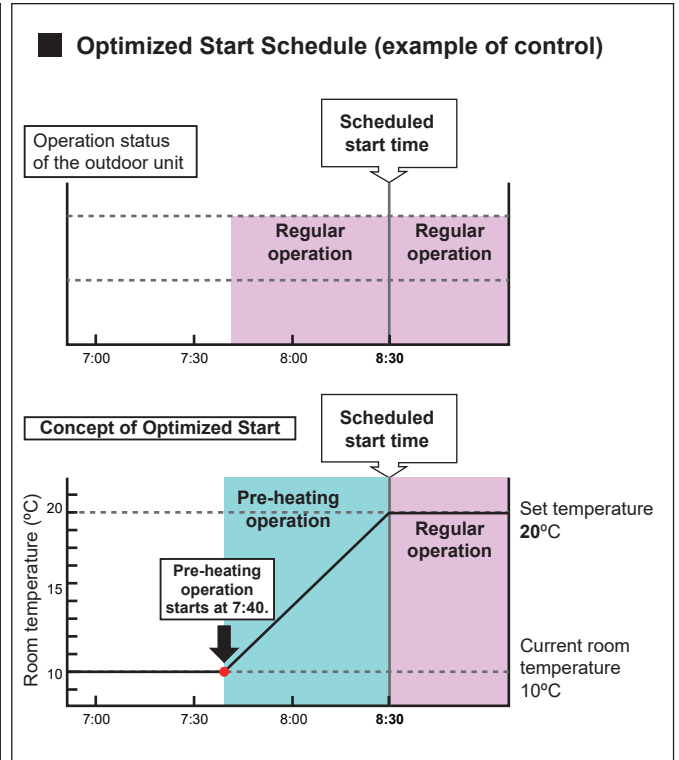 Optimized Start Schedule (example of control)
Operation status
of the outdoor unit
Scheduled
start time
Regular
operation
Regular
operation
7:00
7:30
8:00
8:30
Concept of Optimized Start
Scheduled
start time
Room temperature (ºC)
20
15
10
Pre-heating
operation
Regular
operation
Pre-heating
operation
starts at 7:40.
Set temperature
20ºC
Current room
temperature
10ºC
7:00
7:30
8:00
8:30